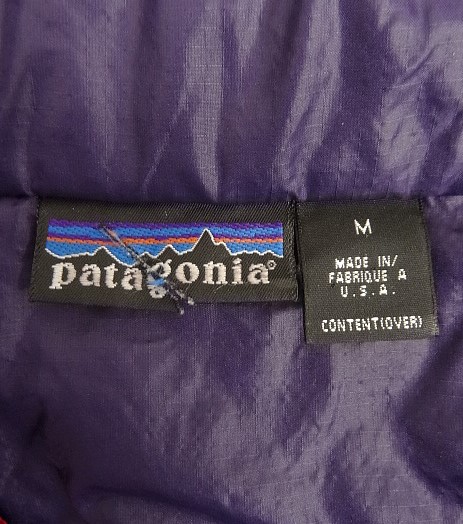 patagonia®
M
MADE IN/
FABRIQUE A
U.S.A.
CONTENT(OVER)